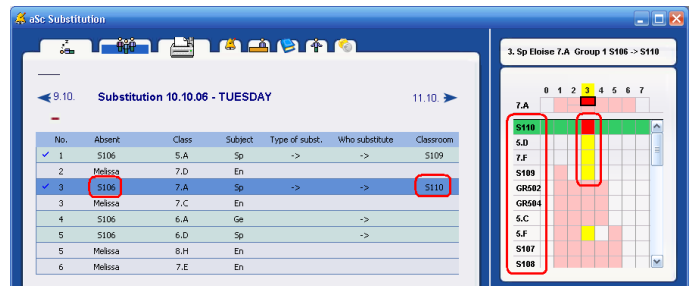 aSc Substitution
3. Sp Eloise 7.A Group 1 S106 -> S110
9.10. Substitution 10.10.06 - TUESDAY 11.10.
No. Absent Class Subject Type of subst. Who substitute Classroom
1 S106 5.A Sp -> -> S109
2 Melissa 7.D En
3 S106 7.A Sp -> -> S110
3 Melissa 7.C En
4 S106 6.A Ge ->
5 S106 6.D Sp ->
5 Melissa 8.H En
6 Melissa 7.E En
0 1 2 3 4 5 6 7
7.A
S110
5.D
7.F
S109
GR502
GR504
5.C
5.F
S107
S108